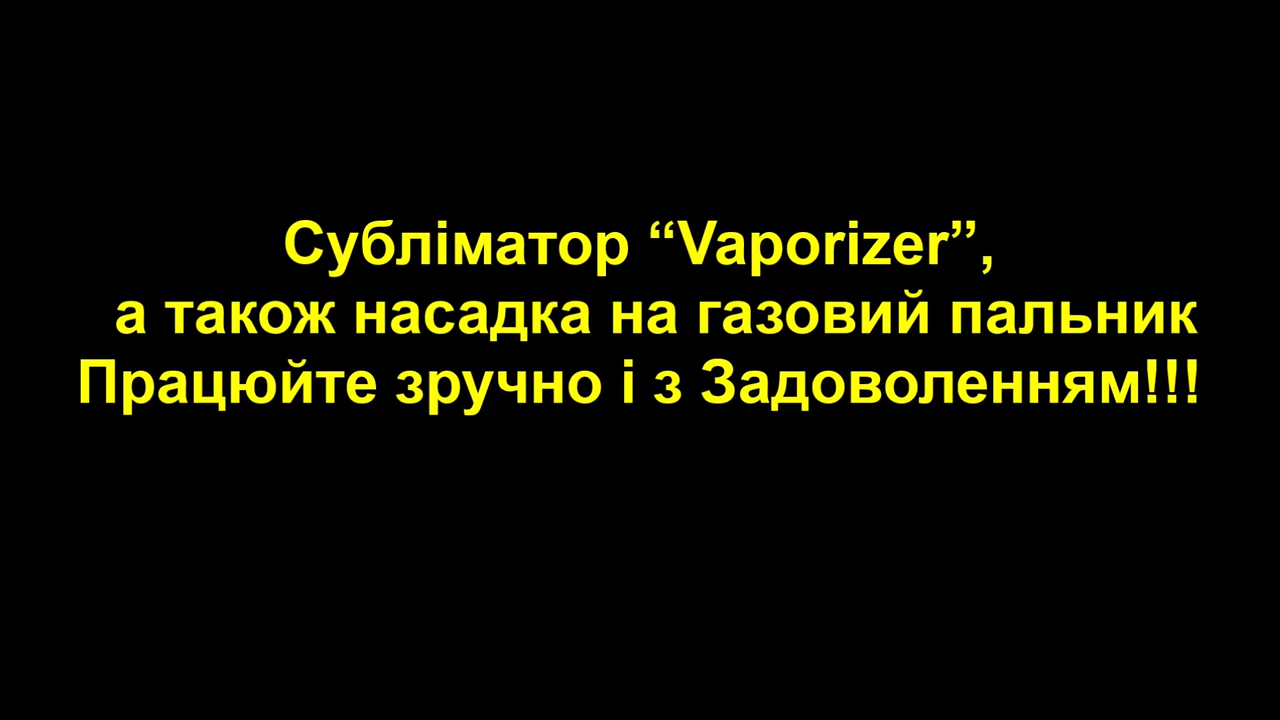 Субліматор “Vaporizer”,
а також насадка на газовий пальник
Працюйте зручно і з Задоволенням!!!